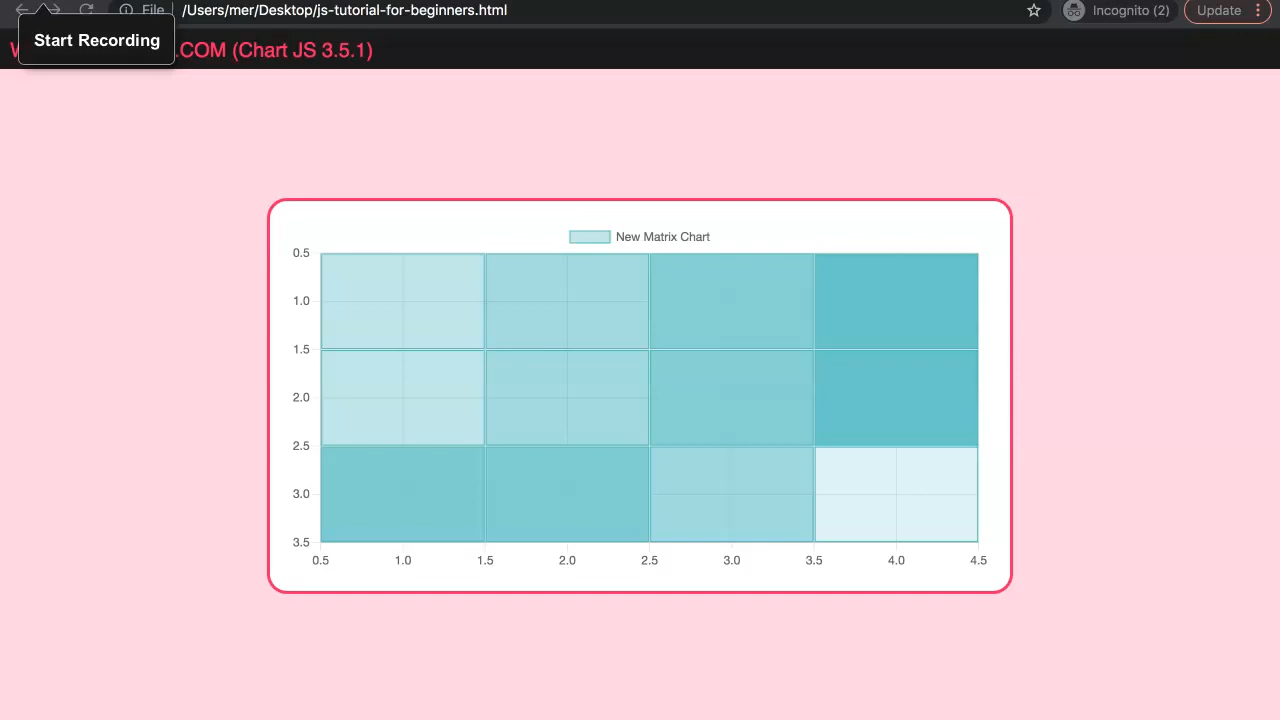 File /Users/mer/Desktop/js-tutorial-for-beginners.html Incognito (2) Update
Start Recording
.COM (Chart JS 3.5.1)
New Matrix Chart
0.5
1.0
1.5
2.0
2.5
3.0
3.5
0.5 1.0 1.5 2.0 2.5 3.0 3.5 4.0 4.5